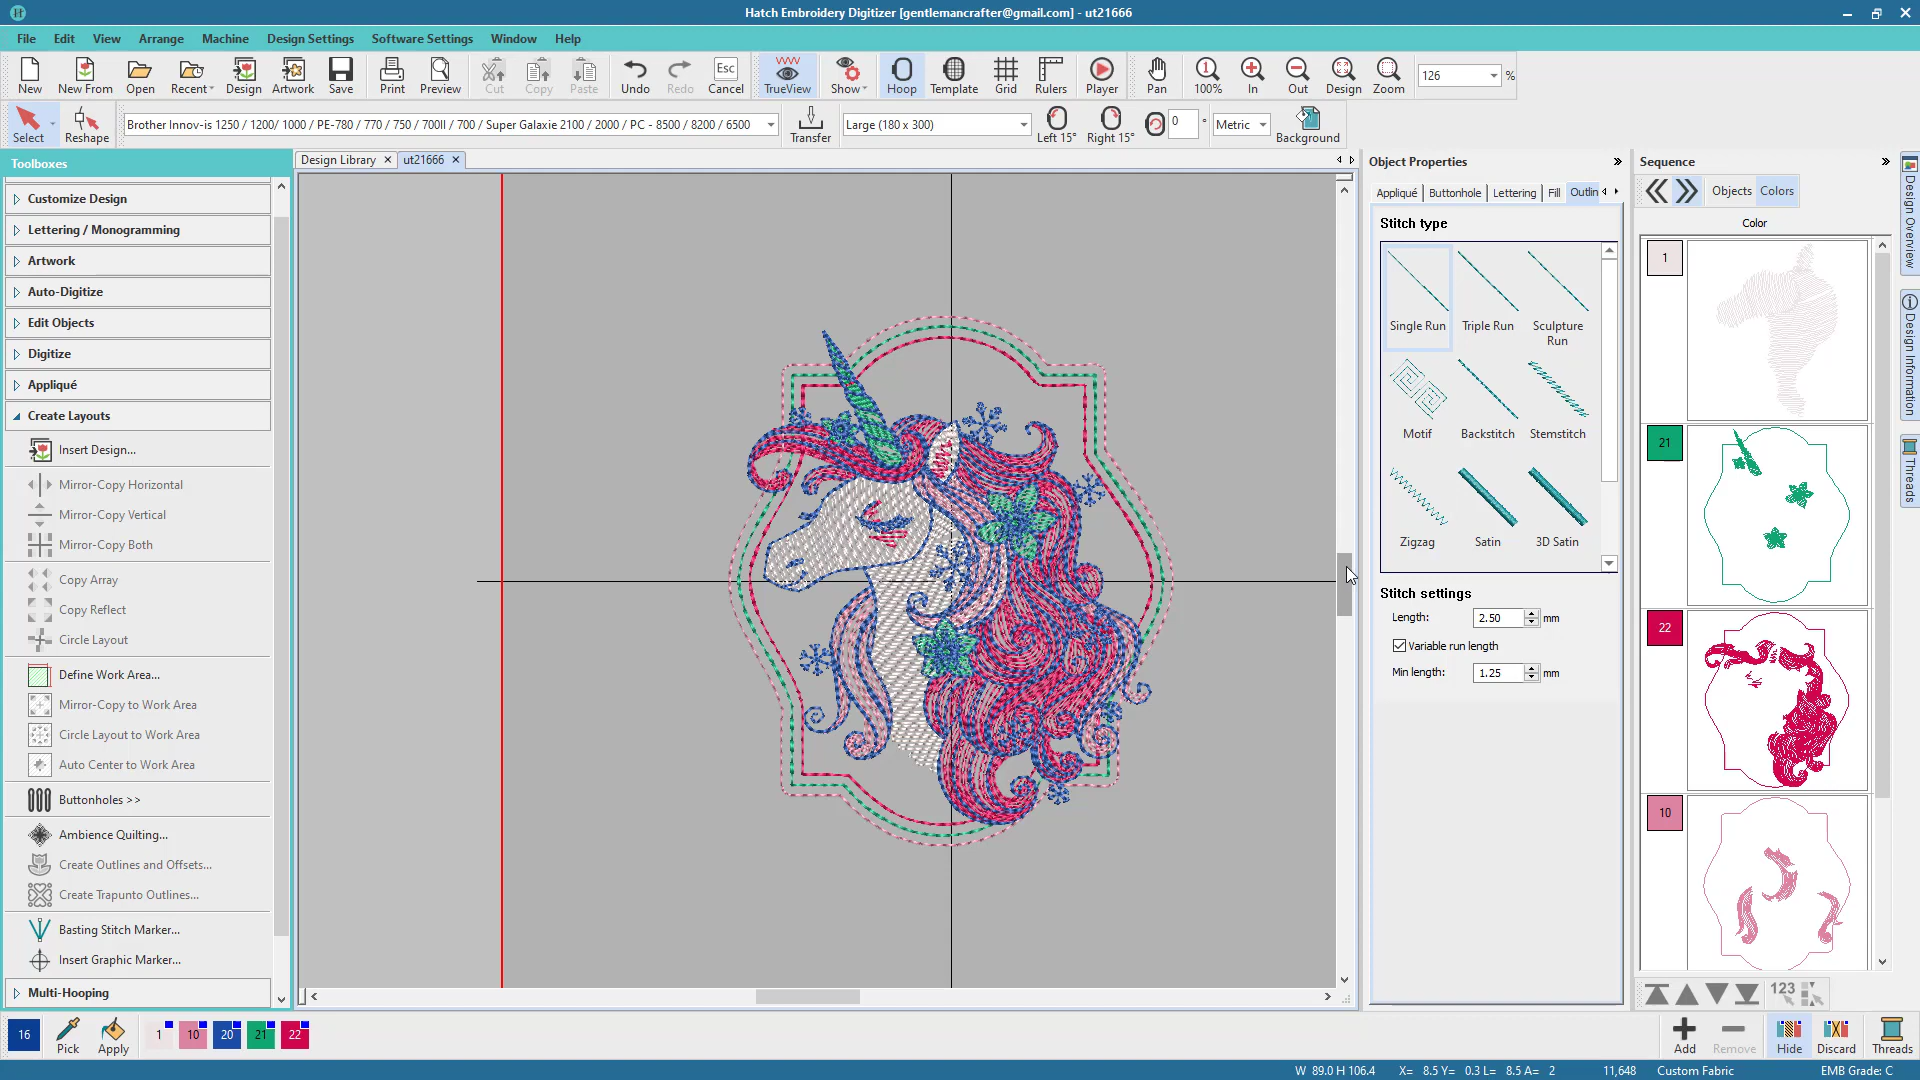 Hatch Embroidery Digitizer [gentlemancrafter@gmail.com] - ut21666
File Edit View Arrange Machine Design Settings Software Settings Window Help
New New From Open Recent Design Artwork Save Print Preview Cut Copy Paste Undo Redo Esc Cancel TrueView Show Hoop Template Grid Rulers Player Pan 1 100% In Out Design Zoom 126 %
Select Reshape Brother Innov-is 1250 / 1200/ 1000 / PE-780 / 770 / 750 / 700II / 700 / Super Galaxie 2100 / 2000 / PC - 8500 / 8200 / 6500 Transfer Large (180 x 300) Left 15° Right 15° 0 ° Metric Background
Toolboxes
Customize Design
Lettering / Monogramming
Artwork
Auto-Digitize
Edit Objects
Digitize
Appliqué
Create Layouts
Insert Design...
Mirror-Copy Horizontal
Mirror-Copy Vertical
Mirror-Copy Both
Copy Array
Copy Reflect
Circle Layout
Define Work Area...
Mirror-Copy to Work Area
Circle Layout to Work Area
Auto Center to Work Area
Buttonholes >>
Ambience Quilting...
Create Outlines and Offsets...
Create Trapunto Outlines...
Basting Stitch Marker...
Insert Graphic Marker...
Multi-Hooping
Design Library ut21666
Object Properties
Appliqué Buttonhole Lettering Fill Outlin
Stitch type
Single Run Triple Run Sculpture Run
Motif Backstitch Stemstitch
Zigzag Satin 3D Satin
Stitch settings
Length: 2.50 mm
Variable run length
Min length: 1.25 mm
Sequence
Objects Colors
Color
1
21
22
10
123
Design Overview
Design Information
Threads
16 Pick Apply 1 10 20 21 22
Add Remove Hide Discard Threads
W 89.0 H 106.4 X= 8.5 Y= 0.3 L= 8.5 A= 2 11,648 Custom Fabric EMB Grade: C